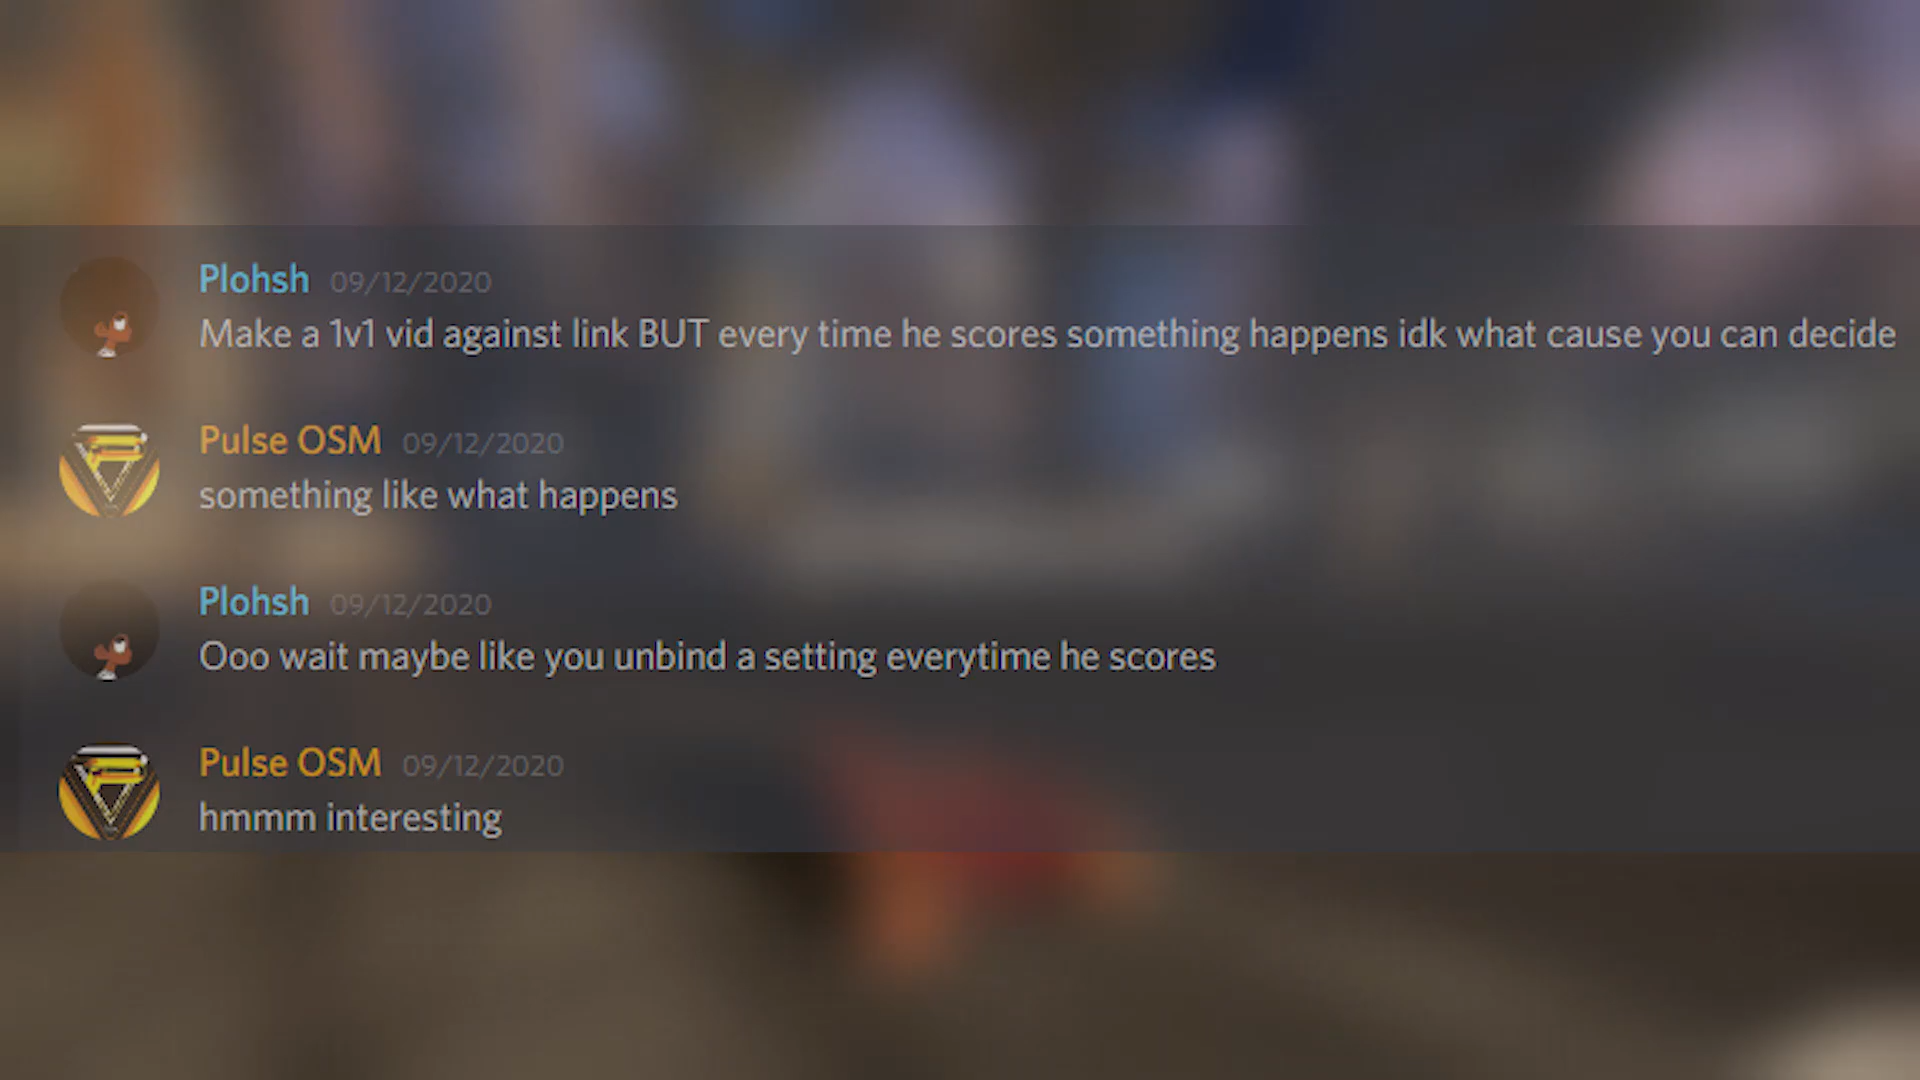 Plohsh 09/12/2020
Make a 1v1 vid against link BUT every time he scores something happens idk what cause you can decide
Pulse OSM 09/12/2020
something like what happens
Plohsh 09/12/2020
Ooo wait maybe like you unbind a setting everytime he scores
Pulse OSM 09/12/2020
hmmm interesting